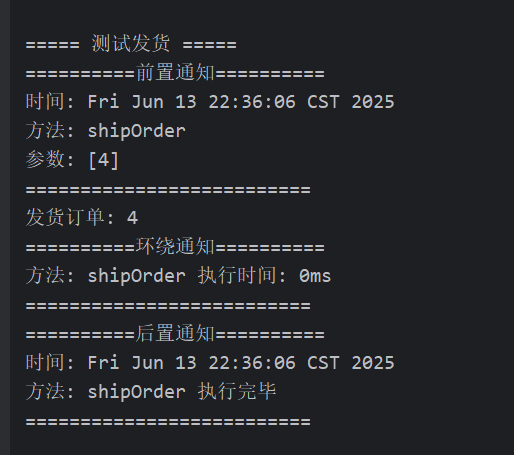 ===== 测试发货 =====
==========前置通知==========
时间: Fri Jun 13 22:36:06 CST 2025
方法: shipOrder
参数: [4]
===========================
发货订单: 4
==========环绕通知==========
方法: shipOrder 执行时间: 0ms
===========================
==========后置通知==========
时间: Fri Jun 13 22:36:06 CST 2025
方法: shipOrder 执行完毕
===========================